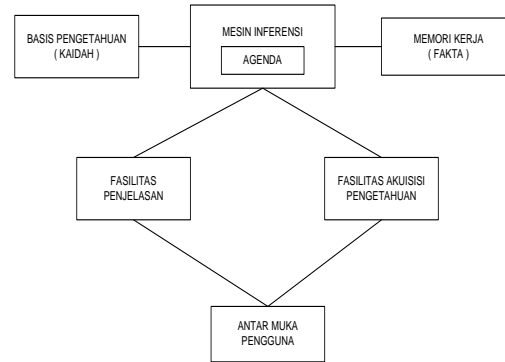 BASIS PENGETAHUAN
( KAIDAH )
MESIN INFERENSI
AGENDA
MEMORI KERJA
( FAKTA )
FASILITAS
PENJELASAN
FASILITAS AKUISISI
PENGETAHUAN
ANTAR MUKA
PENGGUNA